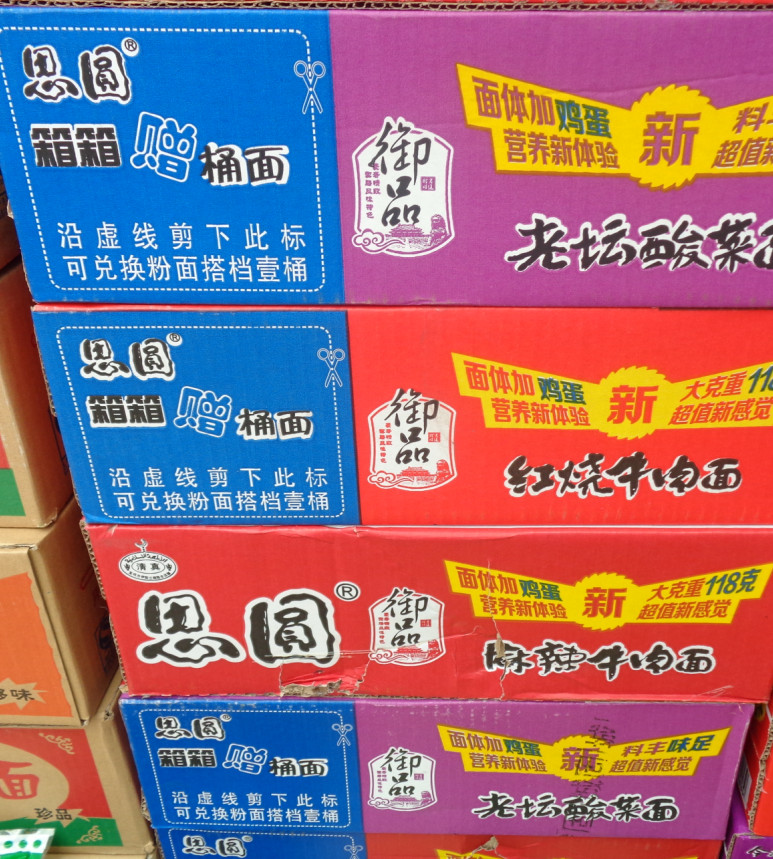 思圆®
箱箱赠桶面
沿虚线剪下此标
可兑换粉面搭档壹桶
御品
面体加鸡蛋
营养新体验
新
料
超值新
老坛酸菜面
思圆®
箱箱赠桶面
沿虚线剪下此标
可兑换粉面搭档壹桶
御品
面体加鸡蛋
营养新体验
新
大克重118
超值新感觉
红烧牛肉面
清真
思圆®
御品
面体加鸡蛋
营养新体验
新
大克重118克
超值新感觉
麻辣牛肉面
思圆®
箱箱赠桶面
沿虚线剪下此标
可兑换粉面搭档壹桶
御品
面体加鸡蛋
营养新体验
新
料丰味足
超值新感觉
老坛酸菜面
思圆
味
面
珍品